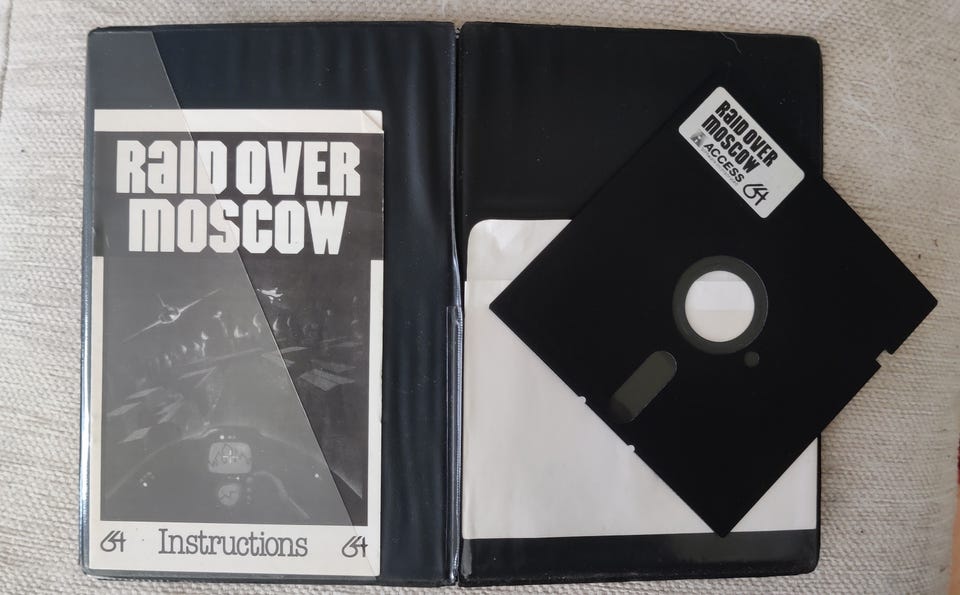 RAID OVER
MOSCOW
64 Instructions 64
RAID OVER
MOSCOW
ACCESS
64